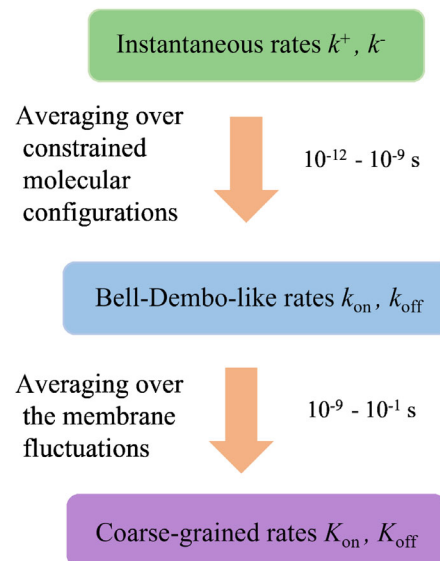 Instantaneous rates k⁺, k⁻
Averaging over
constrained
molecular
configurations
10⁻¹² - 10⁻⁹ s
Bell-Dembo-like rates kₒₙ, kₒff
Averaging over
the membrane
fluctuations
10⁻⁹ - 10⁻¹ s
Coarse-grained rates Kₒₙ, Kₒff